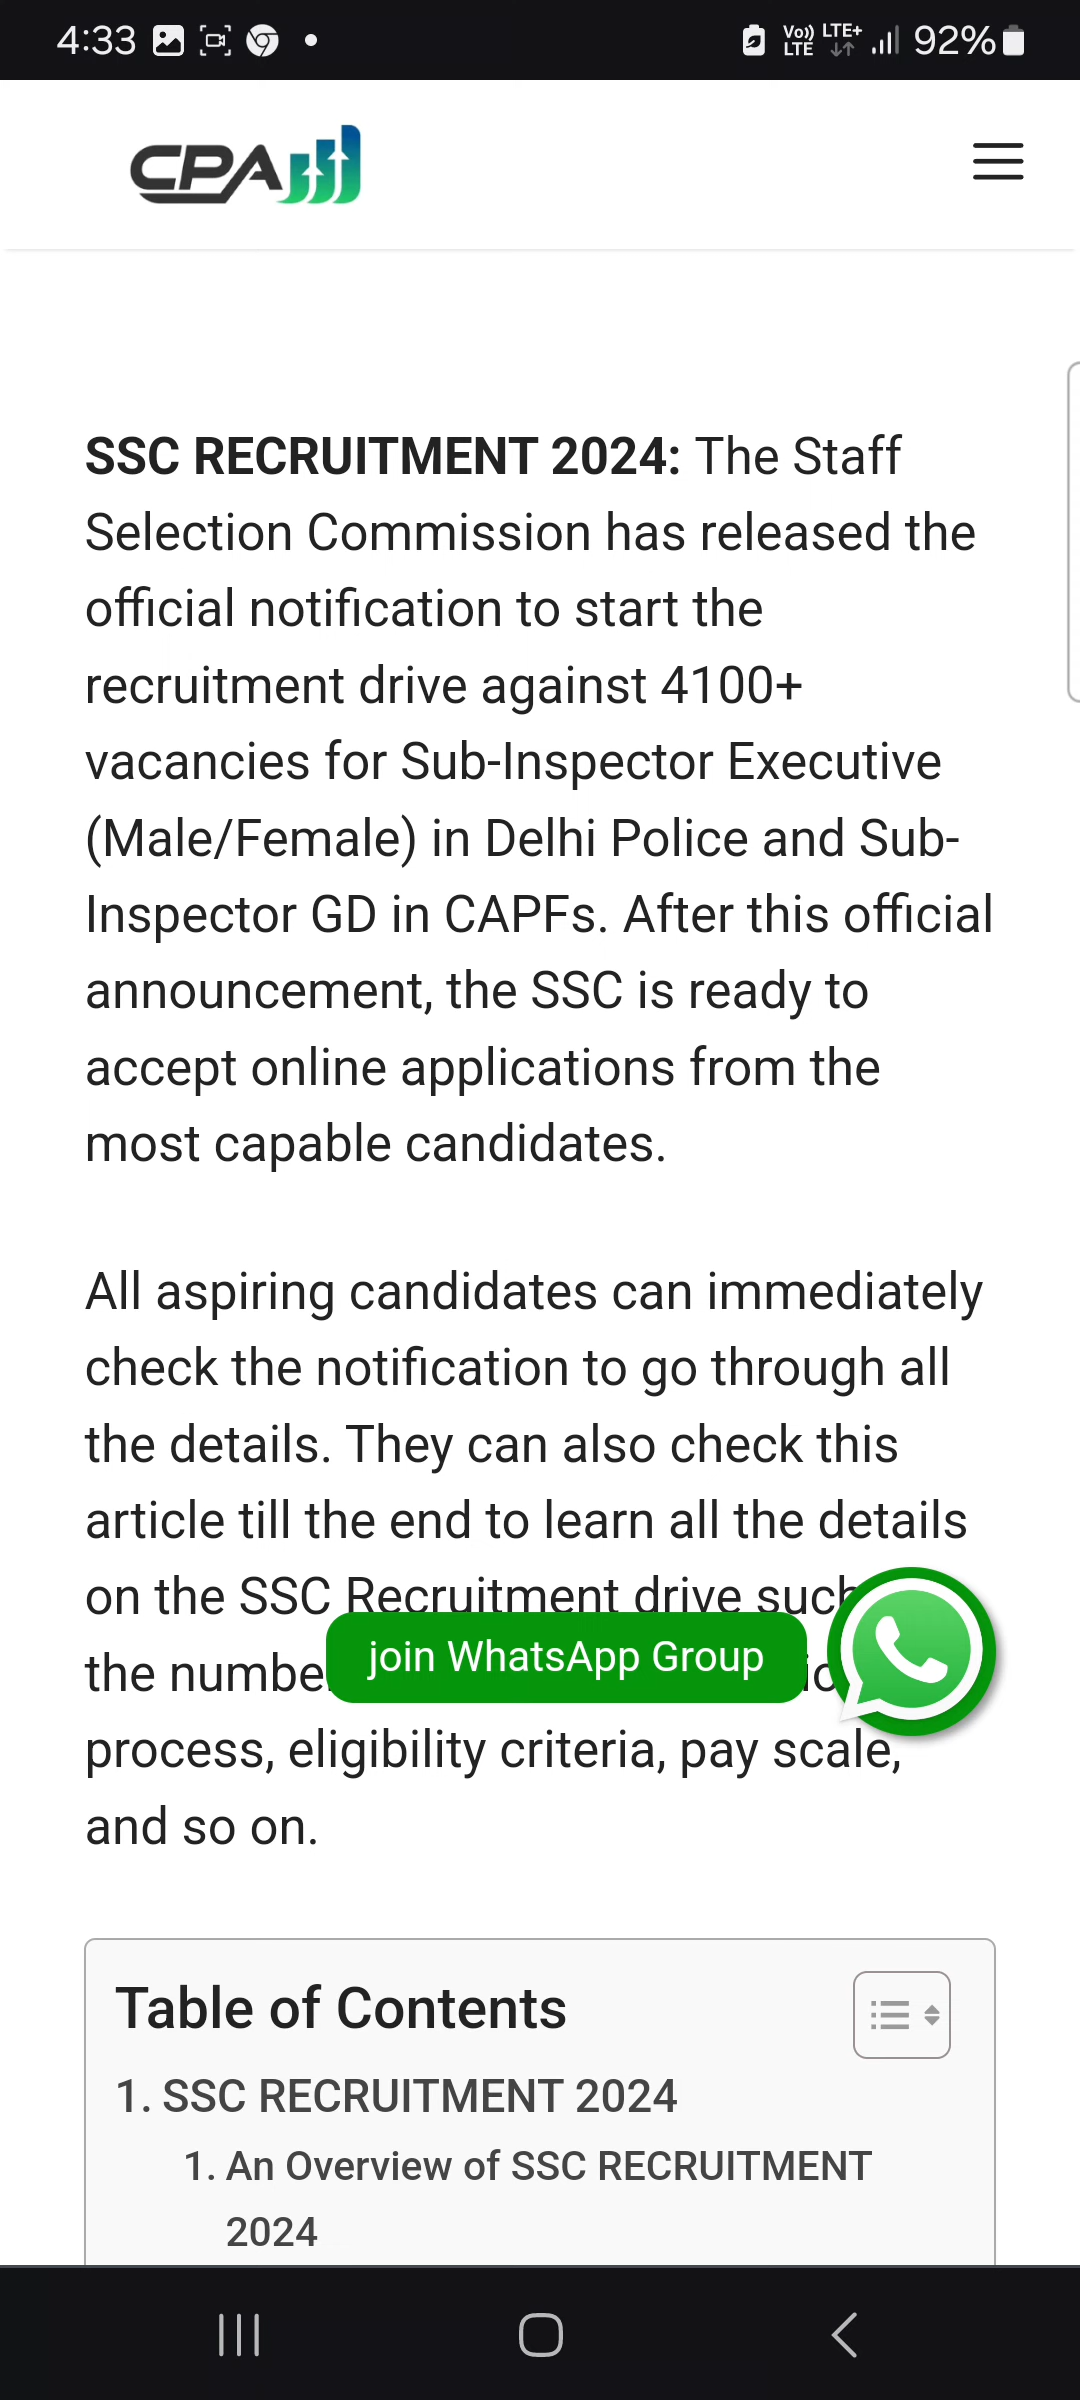 4:33
Vo)) LTE+
LTE
92%
CPA
SSC RECRUITMENT 2024: The Staff
Selection Commission has released the
official notification to start the
recruitment drive against 4100+
vacancies for Sub-Inspector Executive
(Male/Female) in Delhi Police and Sub-
Inspector GD in CAPFs. After this official
announcement, the SSC is ready to
accept online applications from the
most capable candidates.
All aspiring candidates can immediately
check the notification to go through all
the details. They can also check this
article till the end to learn all the details
on the SSC Recruitment drive such
the
join WhatsApp Group
process, eligibility criteria, pay scale,
and so on.
Table of Contents
1. SSC RECRUITMENT 2024
1. An Overview of SSC RECRUITMENT
2024